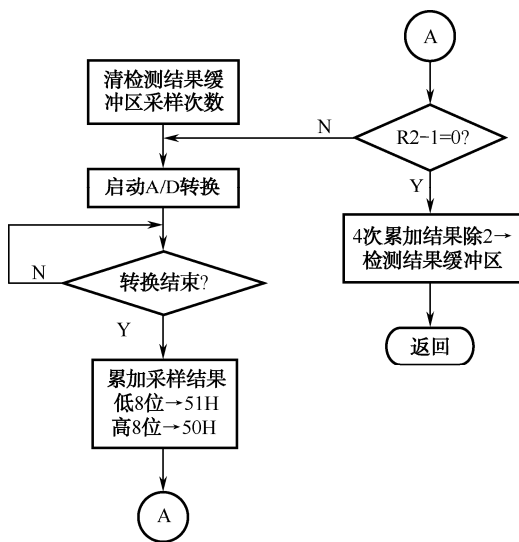 清检测结果缓
冲区采样次数
启动A/D转换
N
转换结束?
Y
累加采样结果
低8位→51H
高8位→50H
A
A
N
R2-1=0?
Y
4次累加结果除2→
检测结果缓冲区
返回